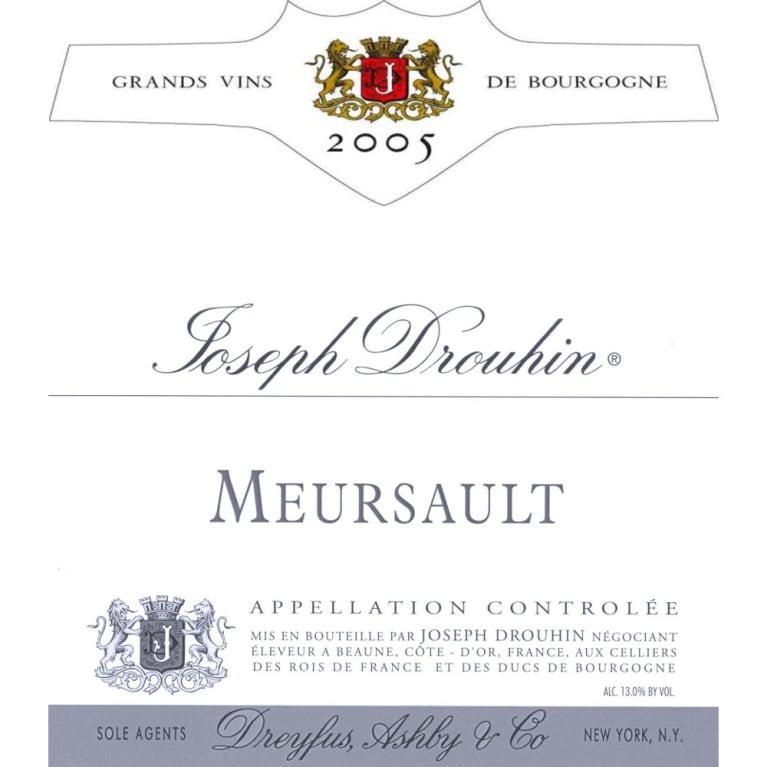 GRANDS VINS DE BOURGOGNE
J
2005
Joseph Drouhin®
MEURSAULT
APPELLATION CONTROLÉE
MIS EN BOUTEILLE PAR JOSEPH DROUHIN NÉGOCIANT
ÉLEVEUR A BEAUNE, CÔTE - D'OR, FRANCE, AUX CELLIERS
DES ROIS DE FRANCE ET DES DUCS DE BOURGOGNE
J
ALC. 13.0% BY VOL.
SOLE AGENTS Dreyfus, Ashby & Co NEW YORK, N.Y.